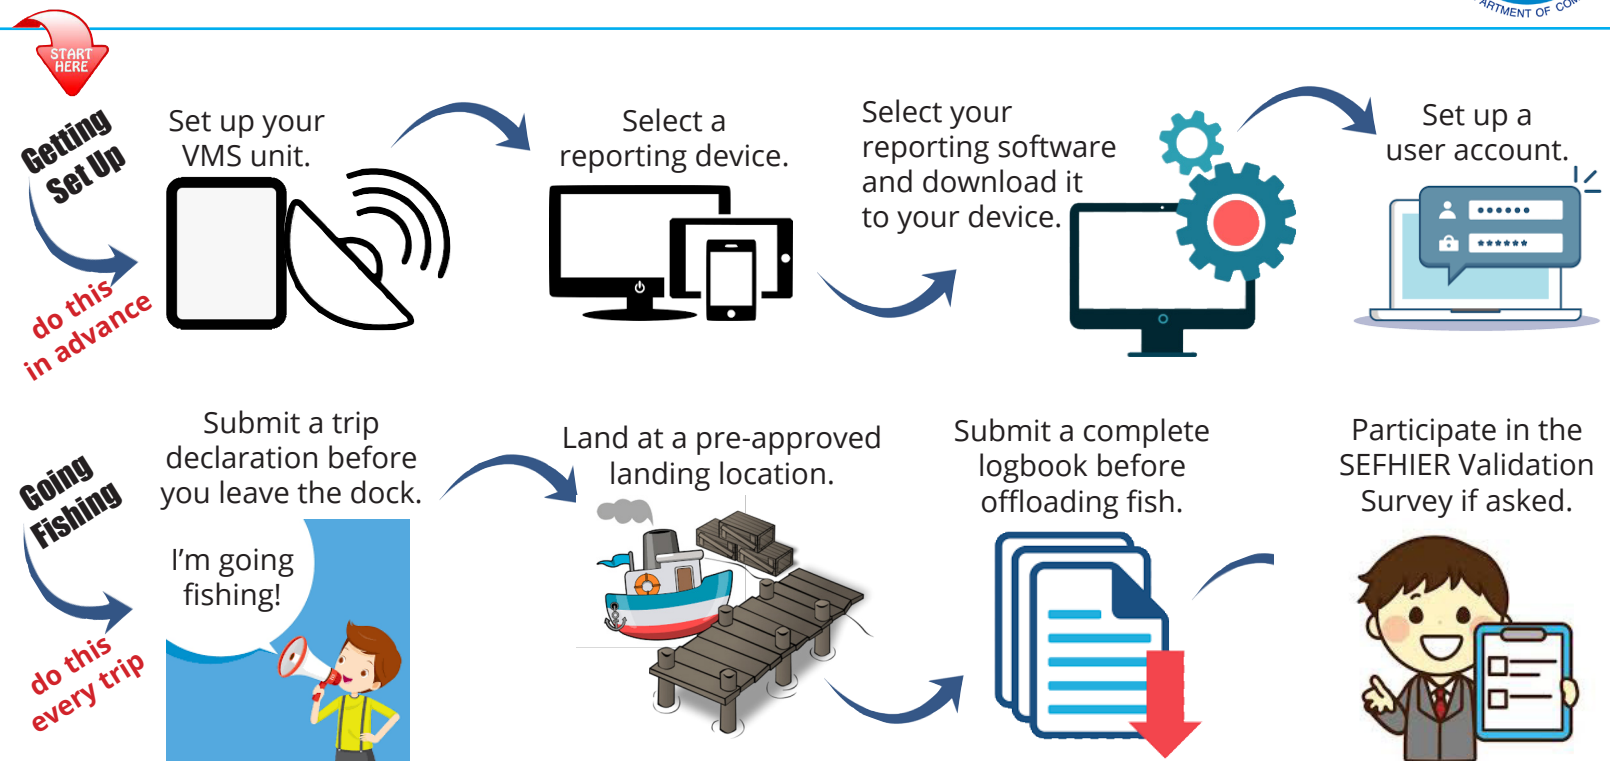 DEPARTMENT OF
START
HERE
Getting
Set Up
do this
in advance
Set up your
VMS unit.
Select a
reporting device.
Select your
reporting software
and download it
to your device.
Set up a
user account.
Going
Fishing
do this
every trip
Submit a trip
declaration before
you leave the dock.
I'm going
fishing!
Land at a pre-approved
landing location.
Submit a complete
logbook before
offloading fish.
Participate in the
SEFHIER Validation
Survey if asked.